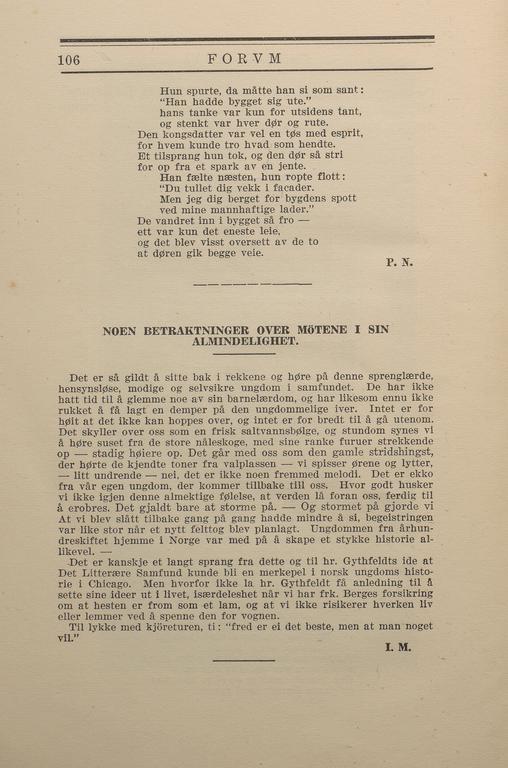 106 FORVM
Hun spurte, da måtte han si som sant:
“Han hadde bygget sig ute.”
hans tanke var kun for utsidens tant,
og stenkt var hver dør og rute.
Den kongsdatter var vel en tøs med esprit,
for hvem kunde tro hvad som hendte.
Et tilsprang hun tok, og den dør så stri
for op fra et spark av en jente.
Han fælte næsten, hun ropte flott:
“Du tullet dig vekk i facader.
Men jeg dig berget for bygdens spott
ved mine mannhaftige lader.”
De vandret inn i bygget så fro —
ett var kun det eneste leie,
og det blev visst oversett av de to
at døren gik begge veie.
P. N.
NOEN BETRAKTNINGER OVER MÖTENE I SIN
ALMINDELIGHET.
Det er så gildt å sitte bak i rekkene og høre på denne sprenglærde,
hensynsløse, modige og selvsikre ungdom i samfundet. De har ikke
hatt tid til å glemme noe av sin barnelærdom, og har likesom ennu ikke
rukket å få lagt en demper på den ungdommelige iver. Intet er for
høit at det ikke kan hoppes over, og intet er for bredt til å gå utenom.
Det skyller over oss som en frisk saltvannsbølge, og stundom synes vi
å høre suset fra de store nåleskoge, med sine ranke furuer strekkende
op — stadig høiere op. Det går med oss som den gamle stridshingst,
der hørte de kjendte toner fra valplassen — vi spisser ørene og lytter,
— litt undrende — nei, det er ikke noen fremmed melodi. Det er ekko
fra vår egen ungdom, der kommer tillbake till oss. Hvor godt husker
vi ikke igjen denne almektige følelse, at verden lå foran oss, ferdig til
å erobres. Det gjaldt bare at storme på. — Og stormet på gjorde vi
At vi blev slått tilbake gang på gang hadde mindre å si, begeistringen
var like stor når et nytt felttog blev planlagt. Ungdommen fra århun-
dreskiftet hjemme i Norge var med på å skape et stykke historie al-
likevel. —
Det er kanskje et langt sprang fra dette og til hr. Gythfeldts ide at
Det Litterære Samfund kunde bli en merkepel i norsk ungdoms histo-
rie i Chicago. Men hvorfor ikke la hr. Gythfeldt få anledning til å
sette sine ideer ut i livet, isærdeleshet når vi har frk. Berges forsikring
om at hesten er from som et lam, og at vi ikke risikerer hverken liv
eller lemmer ved å spenne den for vognen.
Til lykke med kjöreturen, ti: “fred er ei det beste, men at man noget
vil.”
I. M.